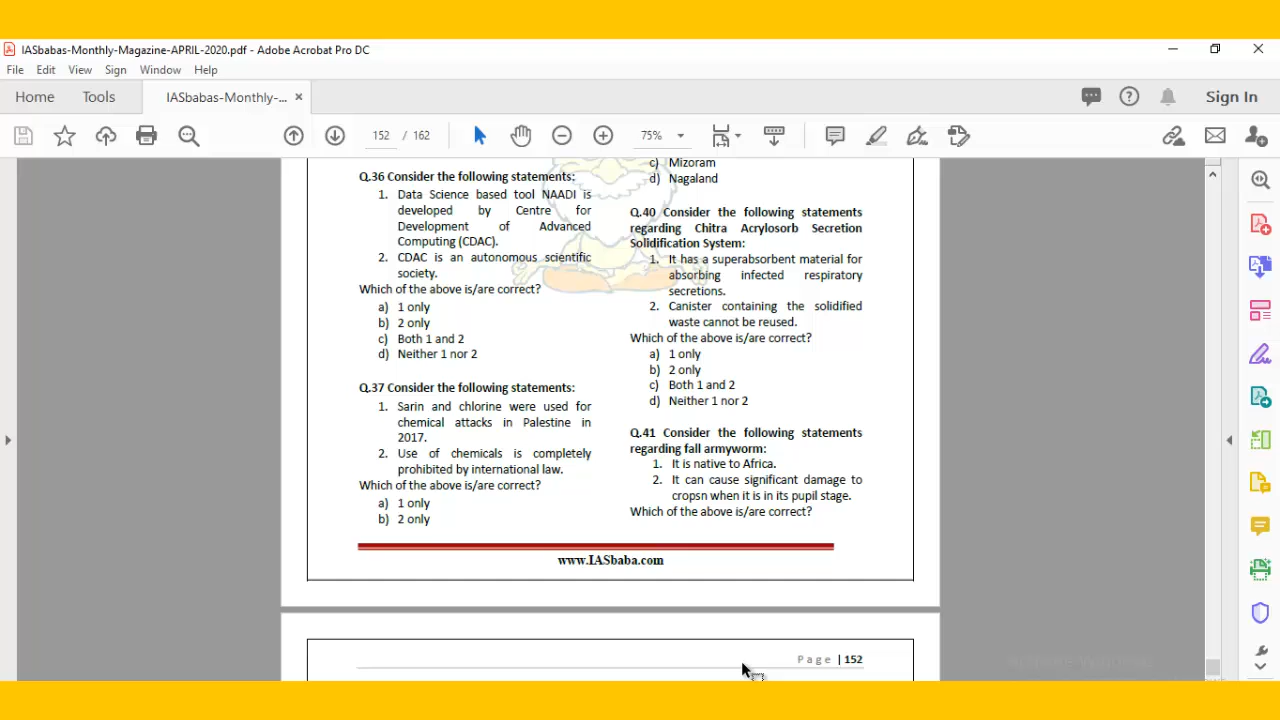 IASbabas-Monthly-Magazine-APRIL-2020.pdf - Adobe Acrobat Pro DC
File Edit View Sign Window Help
Home Tools IASbabas-Monthly-... × Sign In
152 / 162 75%
Q.36 Consider the following statements:
1. Data Science based tool NAADI is
developed by Centre for
Development of Advanced
Computing (CDAC).
2. CDAC is an autonomous scientific
society.
Which of the above is/are correct?
a) 1 only
b) 2 only
c) Both 1 and 2
d) Neither 1 nor 2
Q.37 Consider the following statements:
1. Sarin and chlorine were used for
chemical attacks in Palestine in
2017.
2. Use of chemicals is completely
prohibited by international law.
Which of the above is/are correct?
a) 1 only
b) 2 only
c) Mizoram
d) Nagaland
Q.40 Consider the following statements
regarding Chitra Acrylosorb Secretion
Solidification System:
1. It has a superabsorbent material for
absorbing infected respiratory
secretions.
2. Canister containing the solidified
waste cannot be reused.
Which of the above is/are correct?
a) 1 only
b) 2 only
c) Both 1 and 2
d) Neither 1 nor 2
Q.41 Consider the following statements
regarding fall armyworm:
1. It is native to Africa.
2. It can cause significant damage to
cropsn when it is in its pupil stage.
Which of the above is/are correct?
www.IASbaba.com
Page | 152